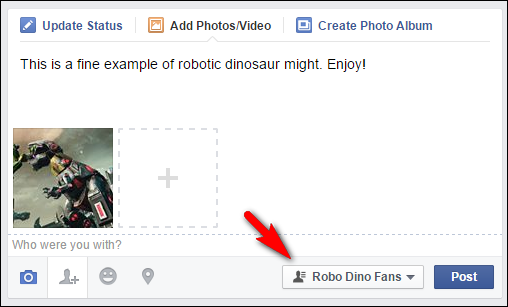 Update Status Add Photos/Video Create Photo Album
This is a fine example of robotic dinosaur might. Enjoy!
Who were you with?
Robo Dino Fans Post